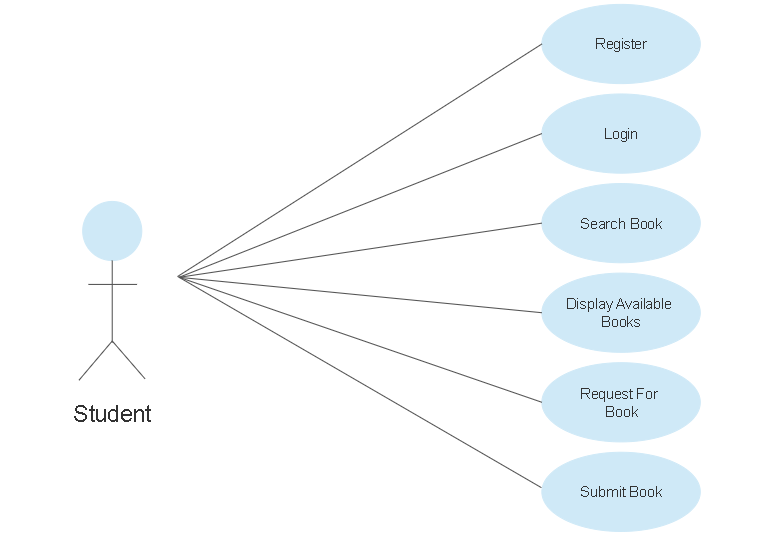 Register
Login
Search Book
Display Available
Books
Request For
Book
Submit Book
Student